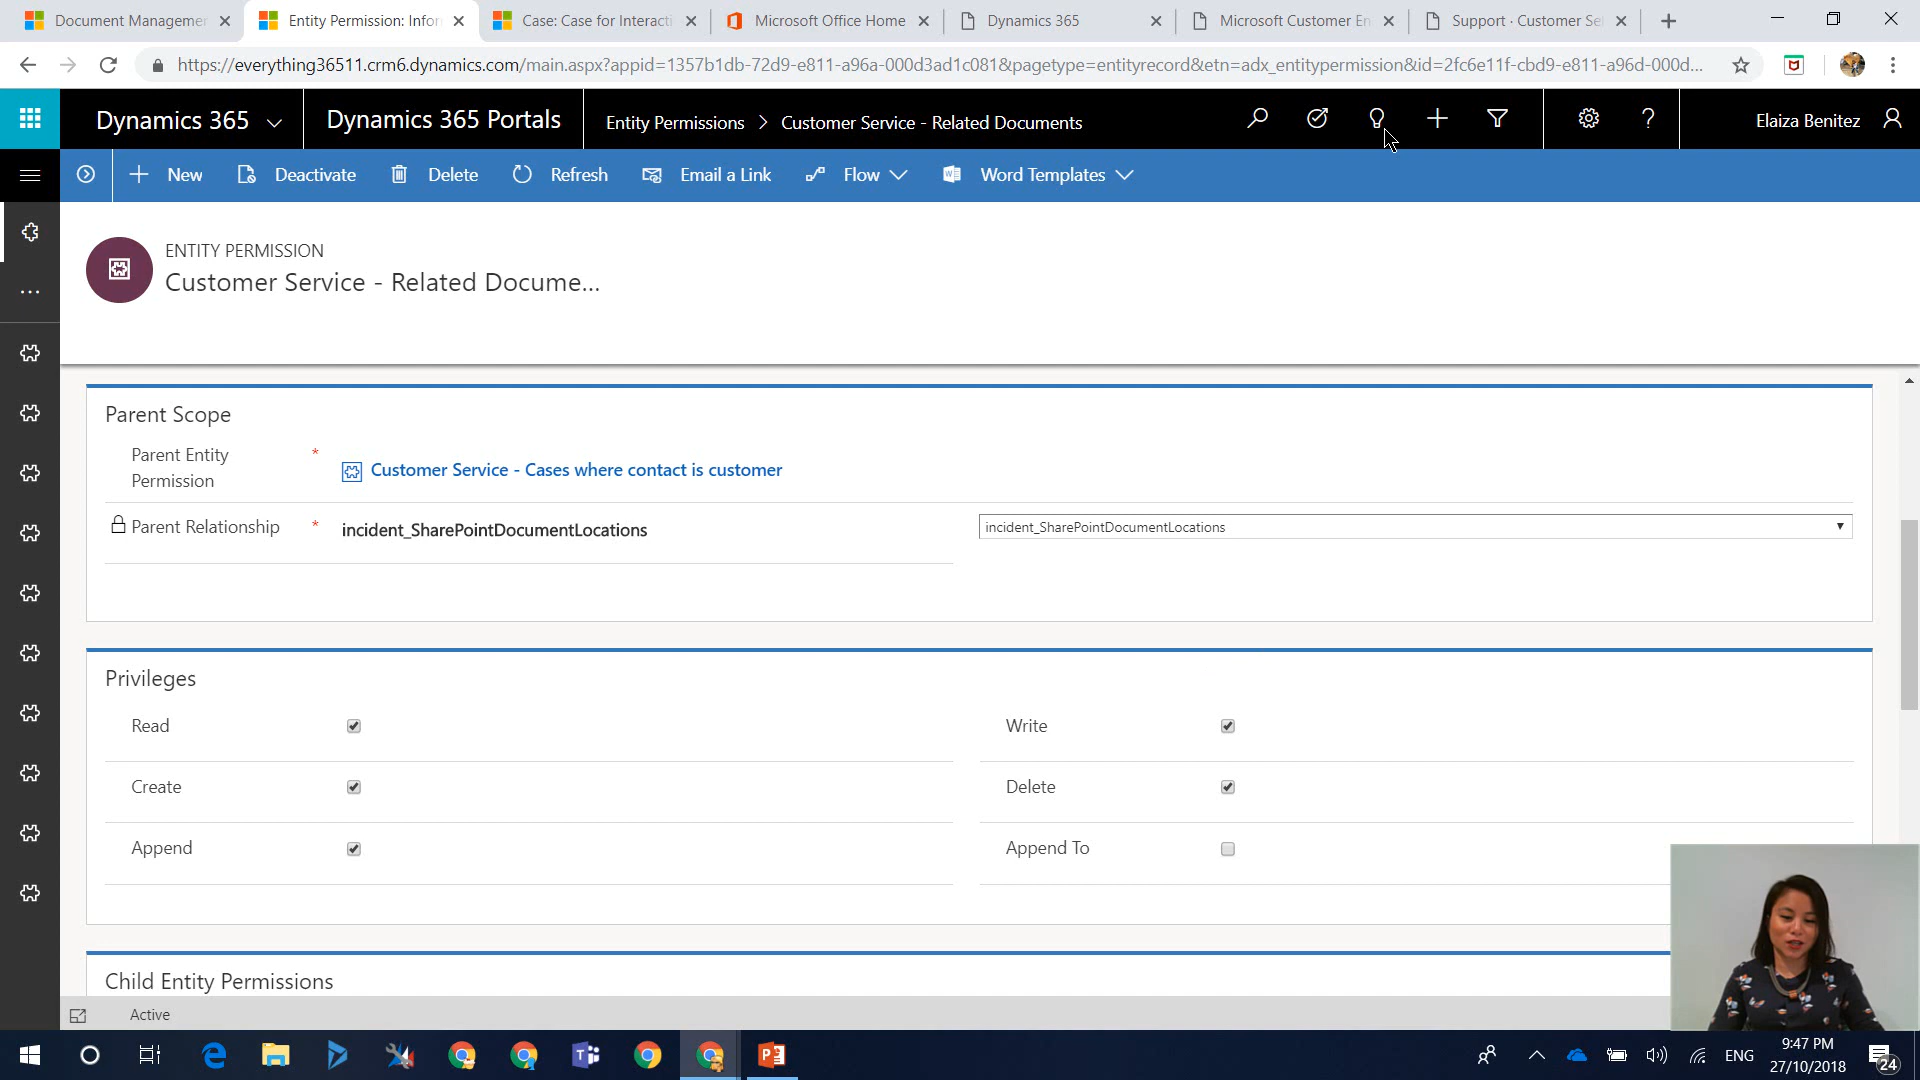 Document Managemen
Entity Permission: Infor
Case: Case for Interacti
Microsoft Office Home
Dynamics 365
Microsoft Customer En
Support · Customer Sel
https://everything36511.crm6.dynamics.com/main.aspx?appid=1357b1db-72d9-e811-a96a-000d3ad1c081&pagetype=entityrecord&etn=adx_entitypermission&id=2fc6e11f-cbd9-e811-a96d-000d...
Dynamics 365
Dynamics 365 Portals
Entity Permissions > Customer Service - Related Documents
Elaiza Benitez
New
Deactivate
Delete
Refresh
Email a Link
Flow
Word Templates
ENTITY PERMISSION
Customer Service - Related Docume...
Parent Scope
Parent Entity
Permission
*
Customer Service - Cases where contact is customer
Parent Relationship * incident_SharePointDocumentLocations
incident_SharePointDocumentLocations
Privileges
Read
Write
Create
Delete
Append
Append To
Child Entity Permissions
Active
ENG
9:47 PM
27/10/2018
24